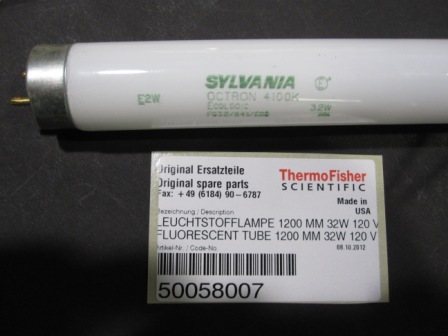 SYLVANIA
OCTRON 4100K
ECOLOGIC
E2W
32W
Original Ersatzteile
Original spare parts
Fax: + 49 (6184) 90 - 6787
ThermoFisher
SCIENTIFIC
Made in
USA
Bezeichnung / Description
LEUCHTSTOFFLAMPE 1200 MM 32W 120 V
FLUORESCENT TUBE 1200 MM 32W 120 V
Artikel-Nr. / Code-No.
08.10.2012
50058007